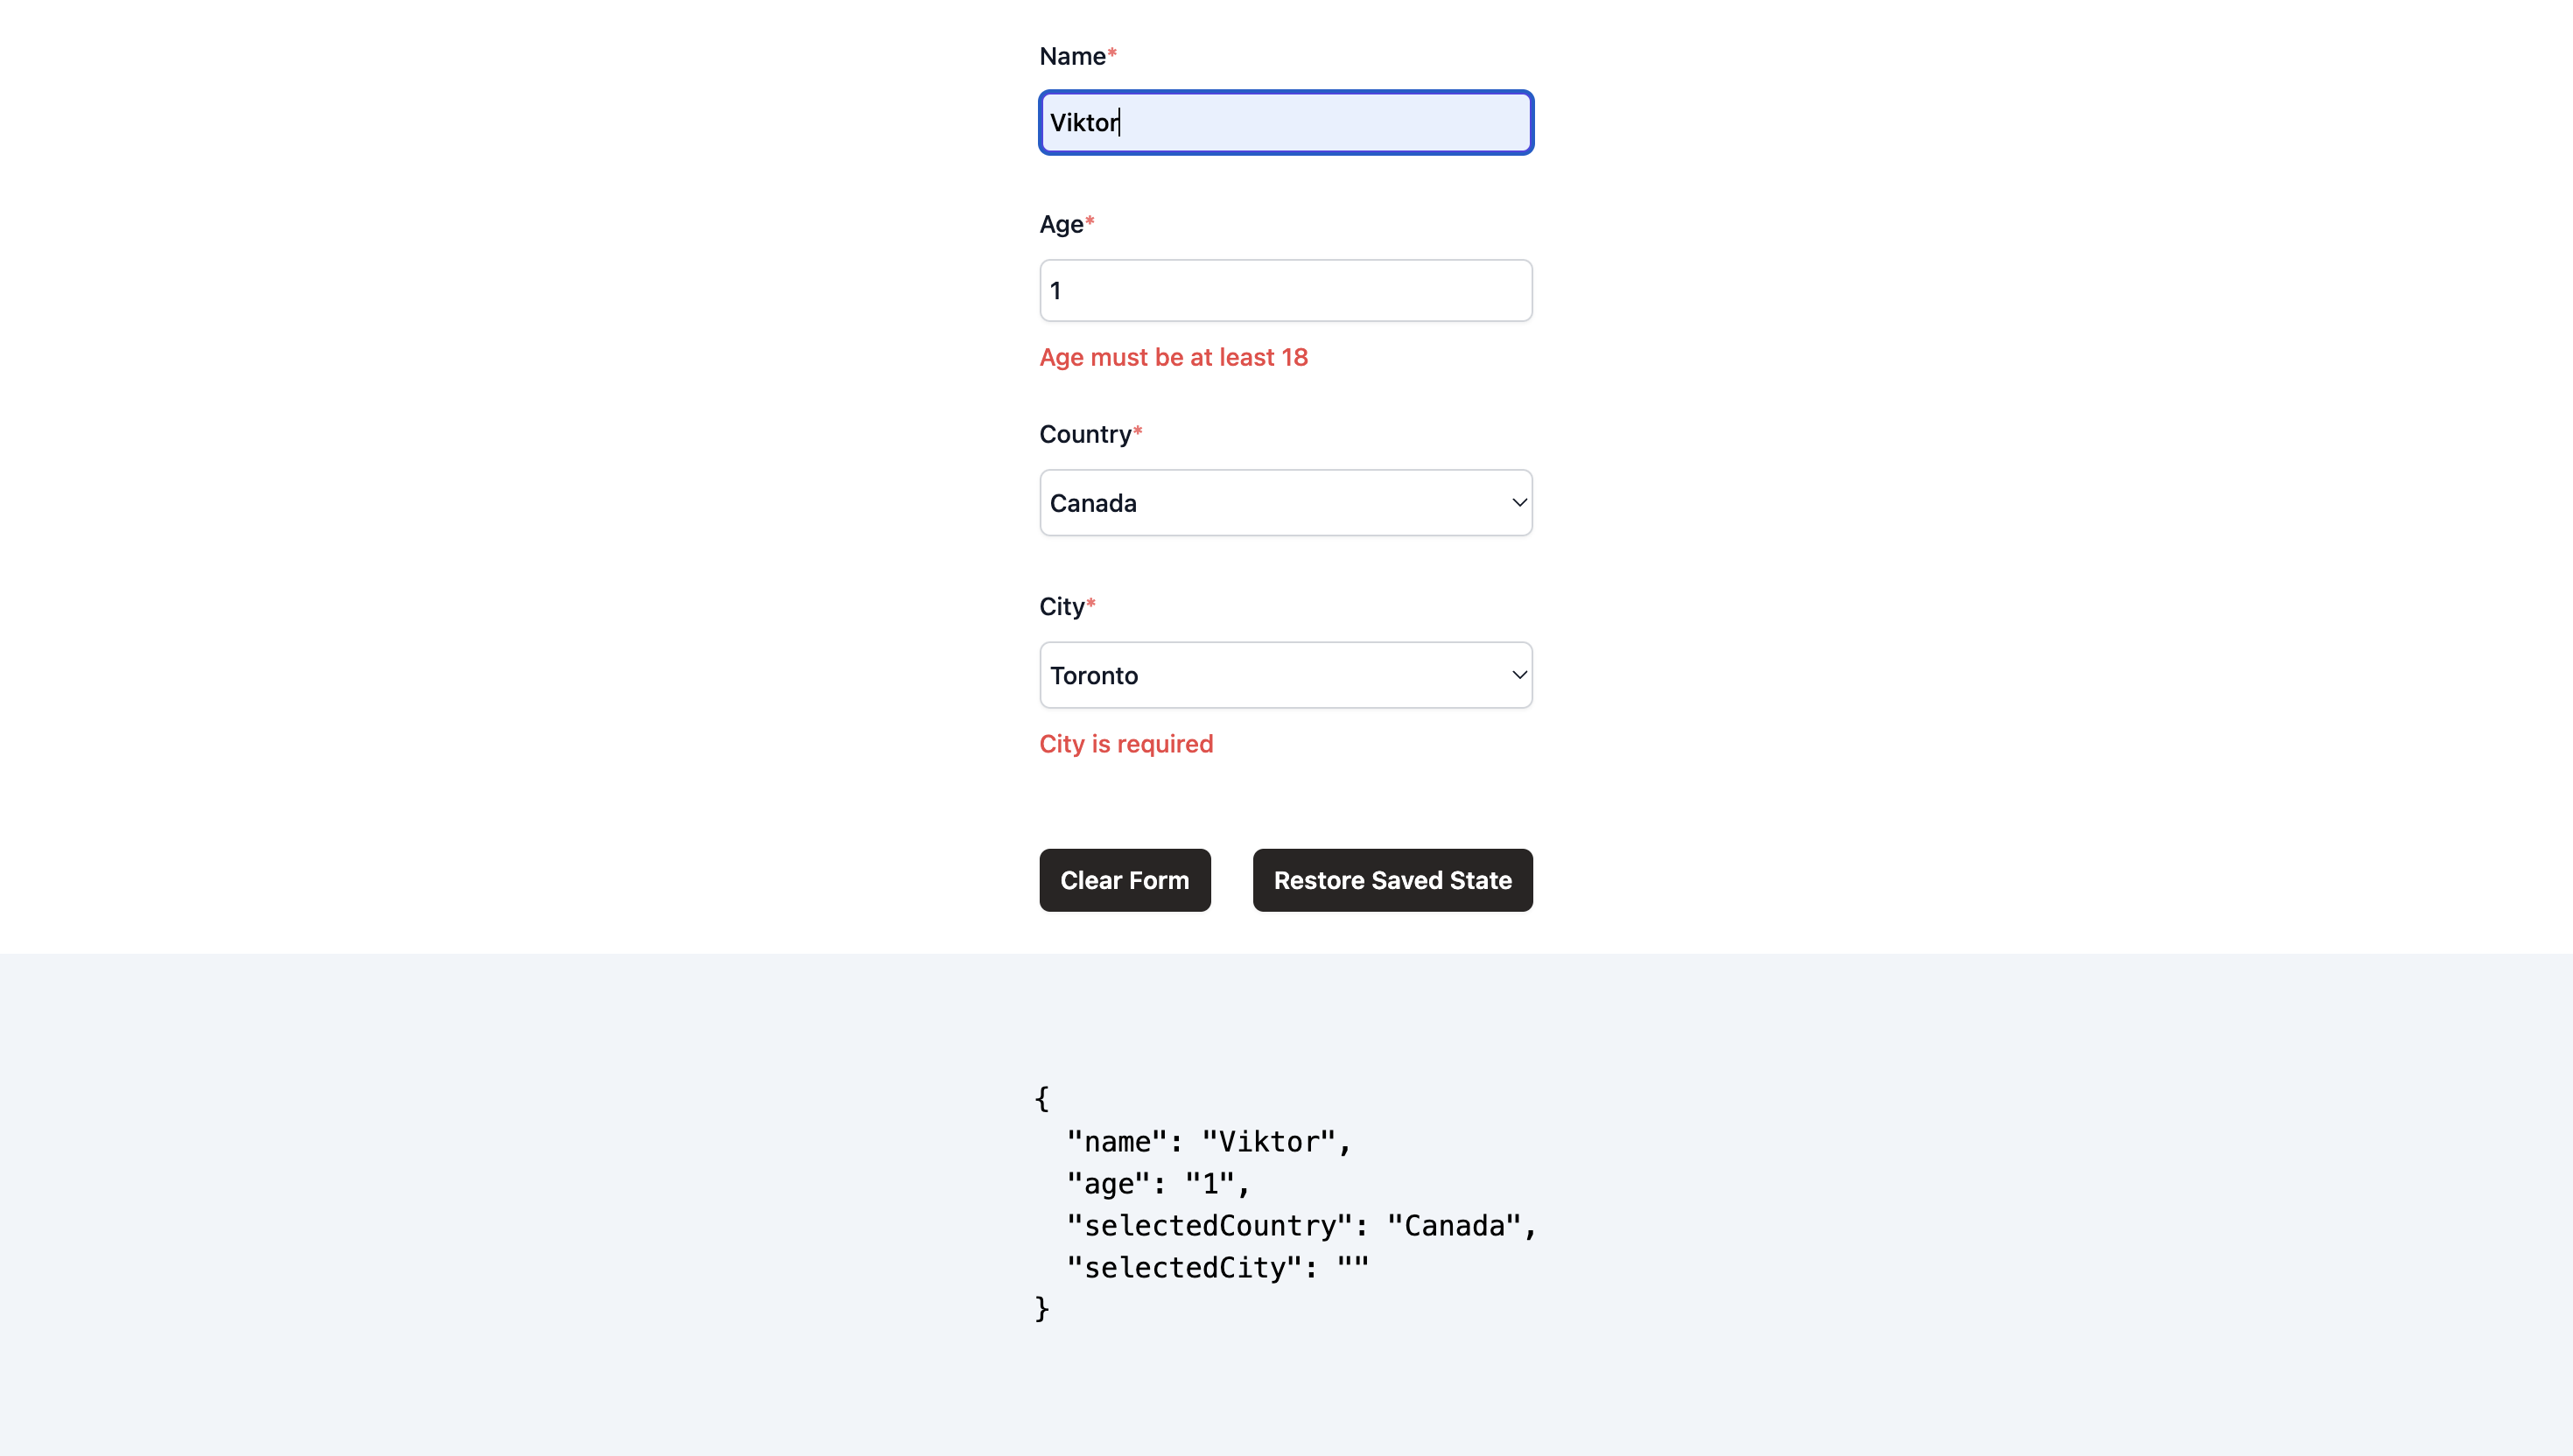 Name*
Viktor
Age*
1
Age must be at least 18
Country*
Canada
City*
Toronto
City is required
Clear Form
Restore Saved State
{
  "name": "Viktor",
  "age": "1",
  "selectedCountry": "Canada",
  "selectedCity": ""
}